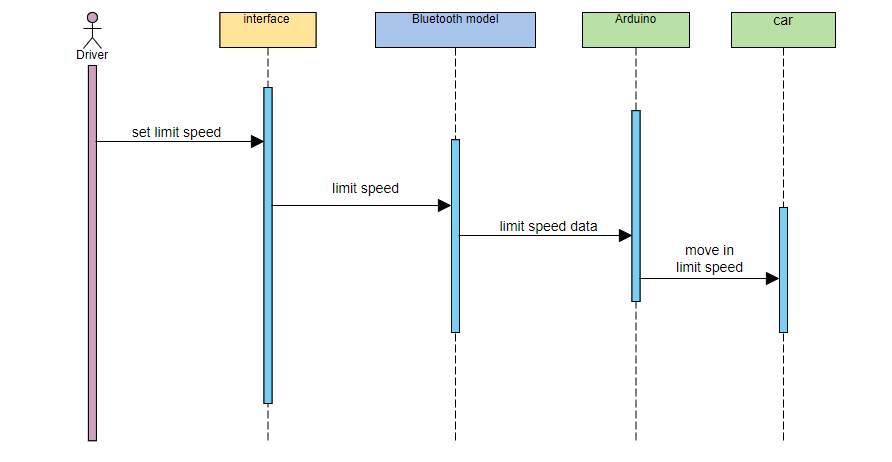 interface
Bluetooth model
Arduino
car
Driver
set limit speed
limit speed
limit speed data
move in
limit speed